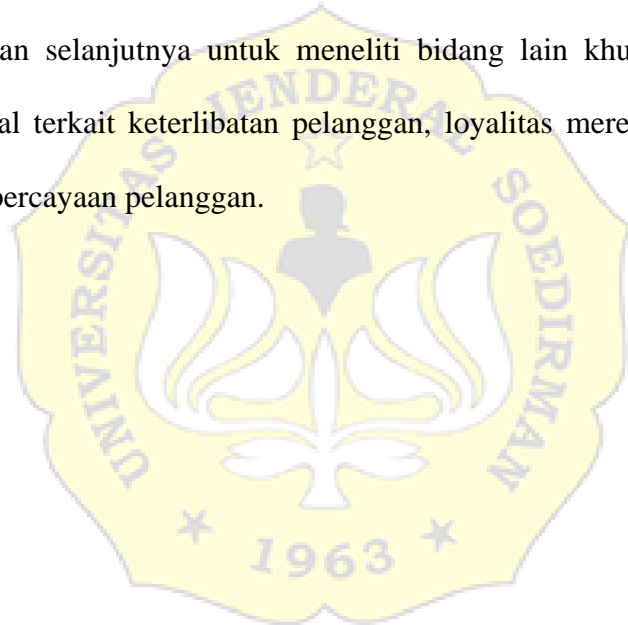 an selanjutnya untuk meneliti bidang lain khu
al terkait keterlibatan pelanggan, loyalitas mere
percayaan pelanggan.
UNIVERSITAS JENDERAL SOEDIRMAN
1963